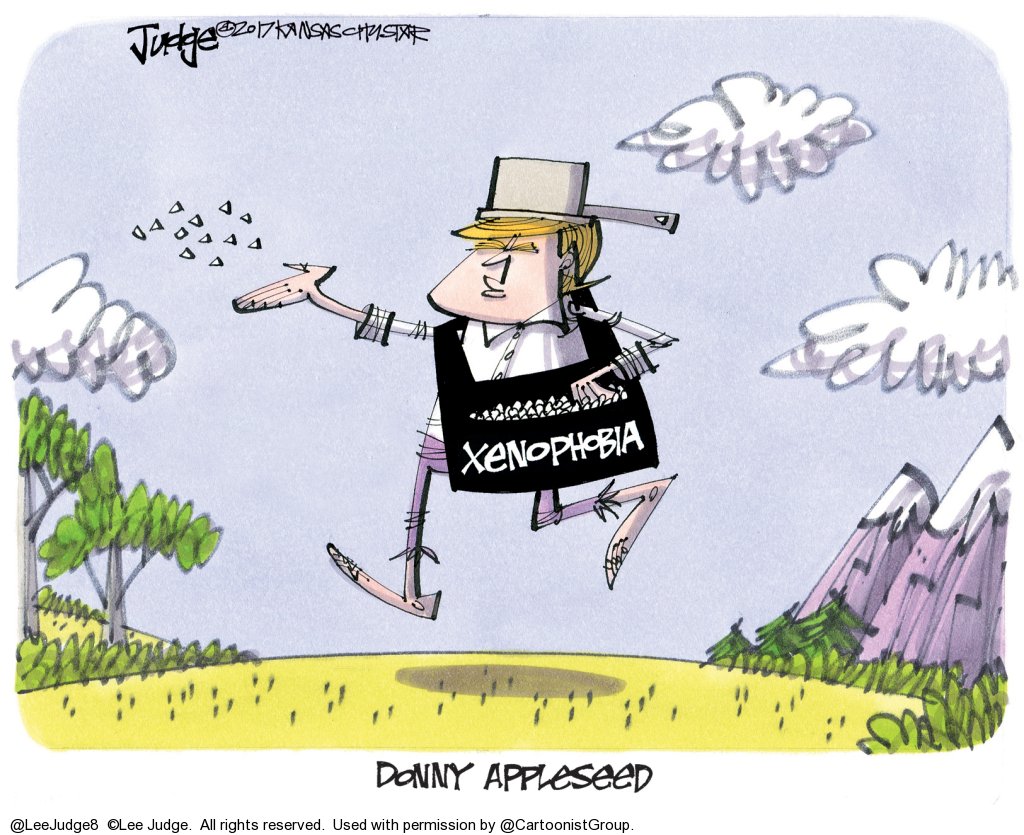 Judge ©2017 KANSAS CITY STAR
XENOPHOBIA
DONNY APPLESEED
@LeeJudge8 ©Lee Judge. All rights reserved. Used with permission by @CartoonistGroup.